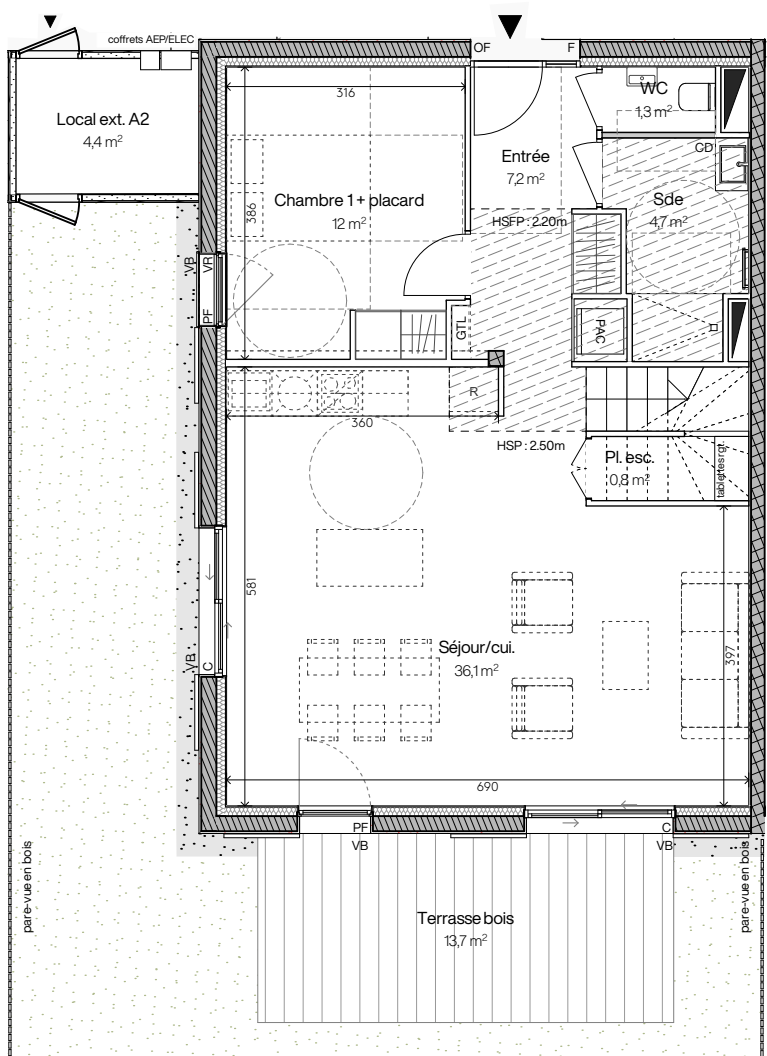 coffrets AEP/ELEC
OF
F
Local ext. A2
4,4 m²
316
WC
1,3 m²
Entrée
7,2 m²
CD
Chambre 1 + placard
12 m²
386
Sde
4,7 m²
HSFP : 2.20m
VB
VR
PF
GTL
PAC
R
360
HSP : 2.50m
Pl. esc.
0,8 m²
tablettes rgt.
581
Séjour/cui.
36,1 m²
397
VB
C
690
PF
VB
C
VB
pare-vue en bois
pare-vue en bois
Terrasse bois
13,7 m²